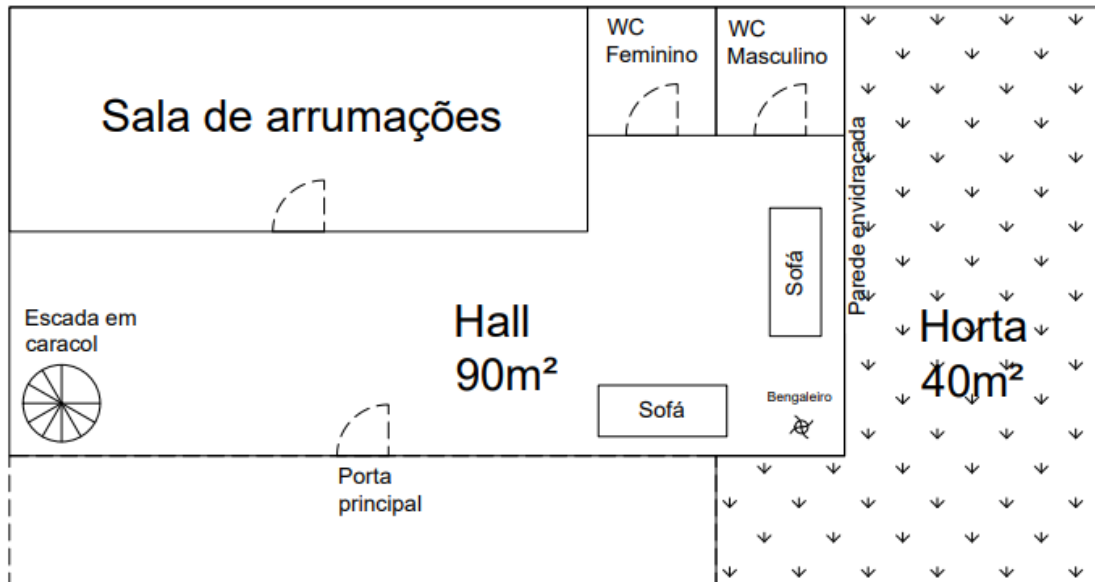 WC
Feminino
WC
Masculino
Sala de arrumações
Parede envidraçada
Sofá
Escada em
caracol
Hall
90m²
Horta
40m²
Sofá
Bengaleiro
Porta
principal